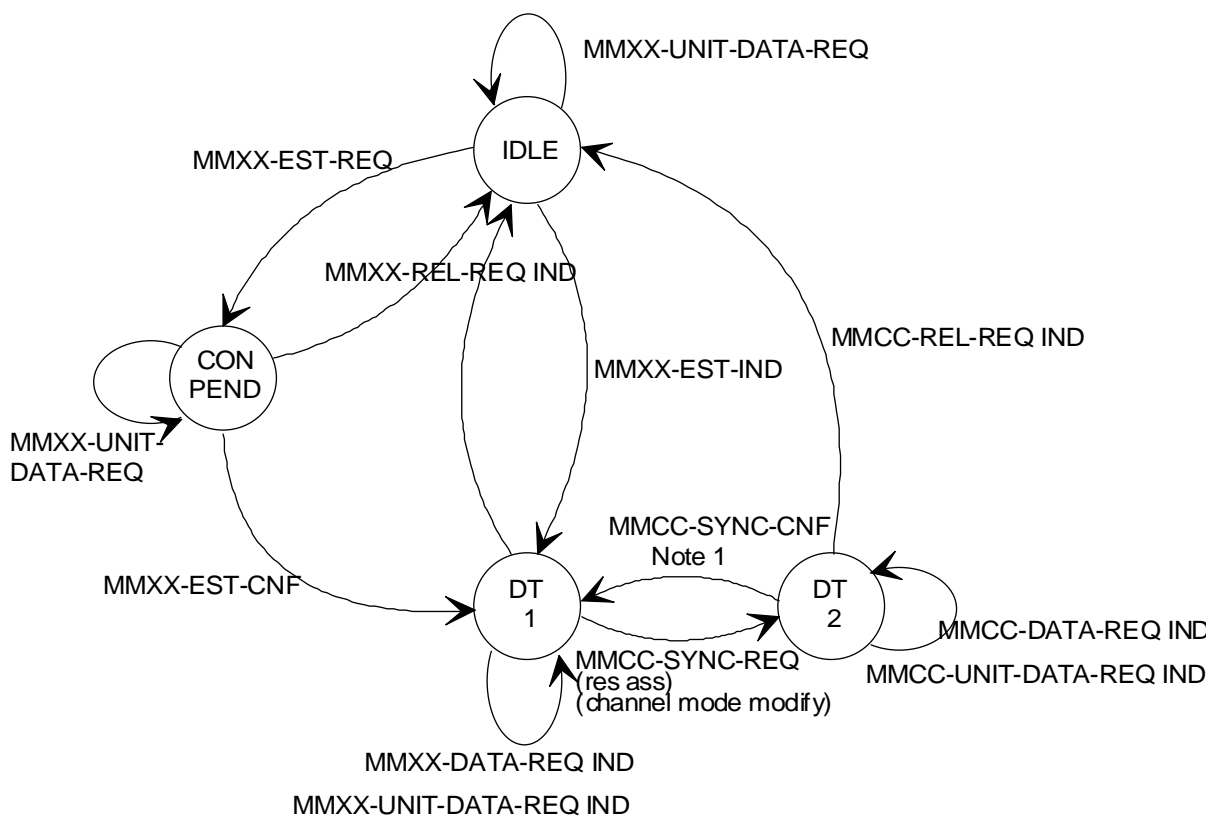 MMXX-UNIT-DATA-REQ
IDLE
MMXX-EST-REQ
MMXX-REL-REQ IND
MMCC-REL-REQ IND
CON
PEND
MMXX-EST-IND
MMXX-UNIT-
DATA-REQ
MMCC-SYNC-CNF
Note 1
MMXX-EST-CNF
DT
1
DT
2
MMCC-DATA-REQ IND
MMCC-UNIT-DATA-REQ IND
MMCC-SYNC-REQ
(res ass)
(channel mode modify)
MMXX-DATA-REQ IND
MMXX-UNIT-DATA-REQ IND